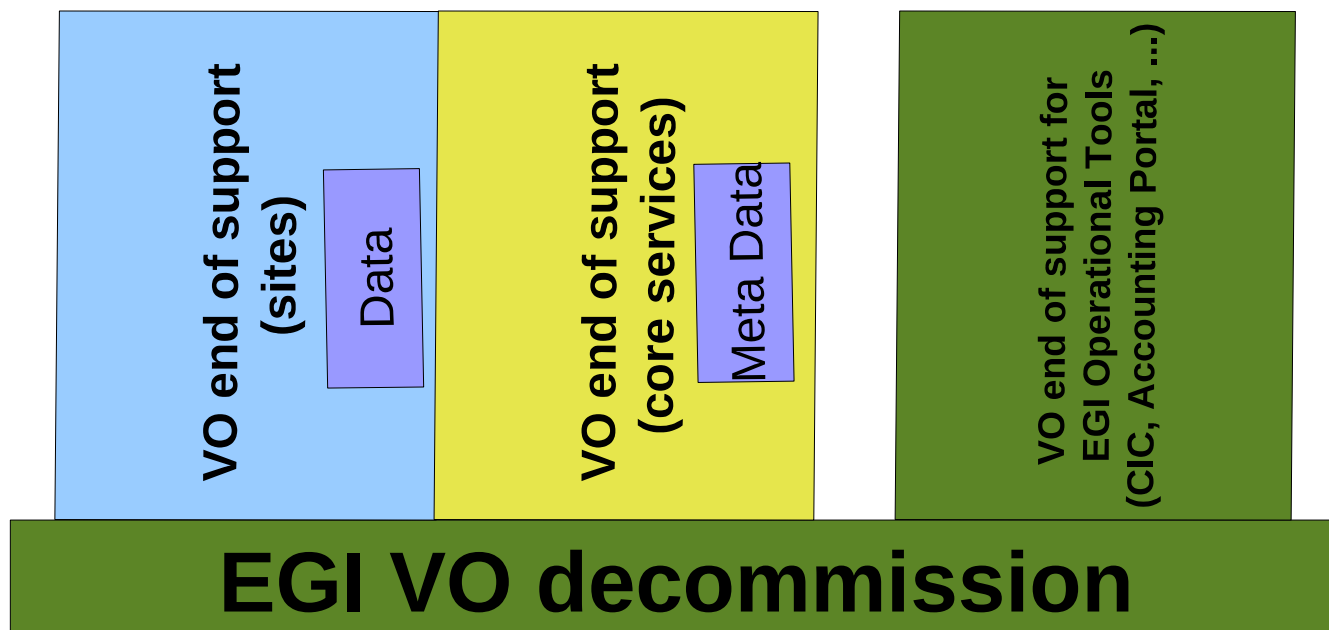 VO end of support
(sites)
Data
VO end of support
(core services)
Meta Data
VO end of support for
EGI Operational Tools
(CIC, Accounting Portal, ...)
EGI VO decommission